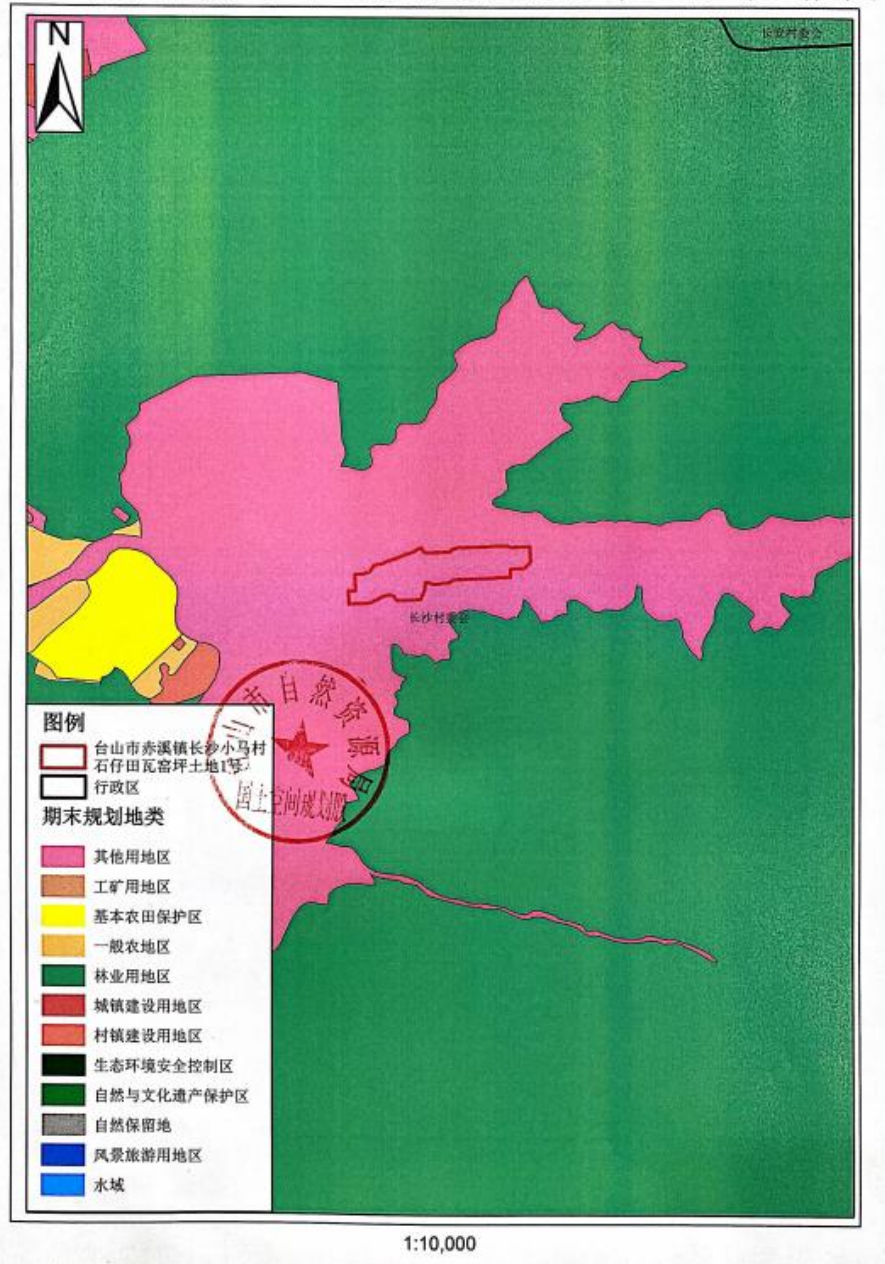 长安村委会
N
长沙村委会
台山市自然资源局
国土空间规划股
图例
台山市赤溪镇长沙小马村
石仔田瓦窑坪土地1号
行政区
期末规划地类
其他用地区
工矿用地区
基本农田保护区
一般农地区
林业用地区
城镇建设用地区
村镇建设用地区
生态环境安全控制区
自然与文化遗产保护区
自然保留地
风景旅游用地区
水域
1:10,000